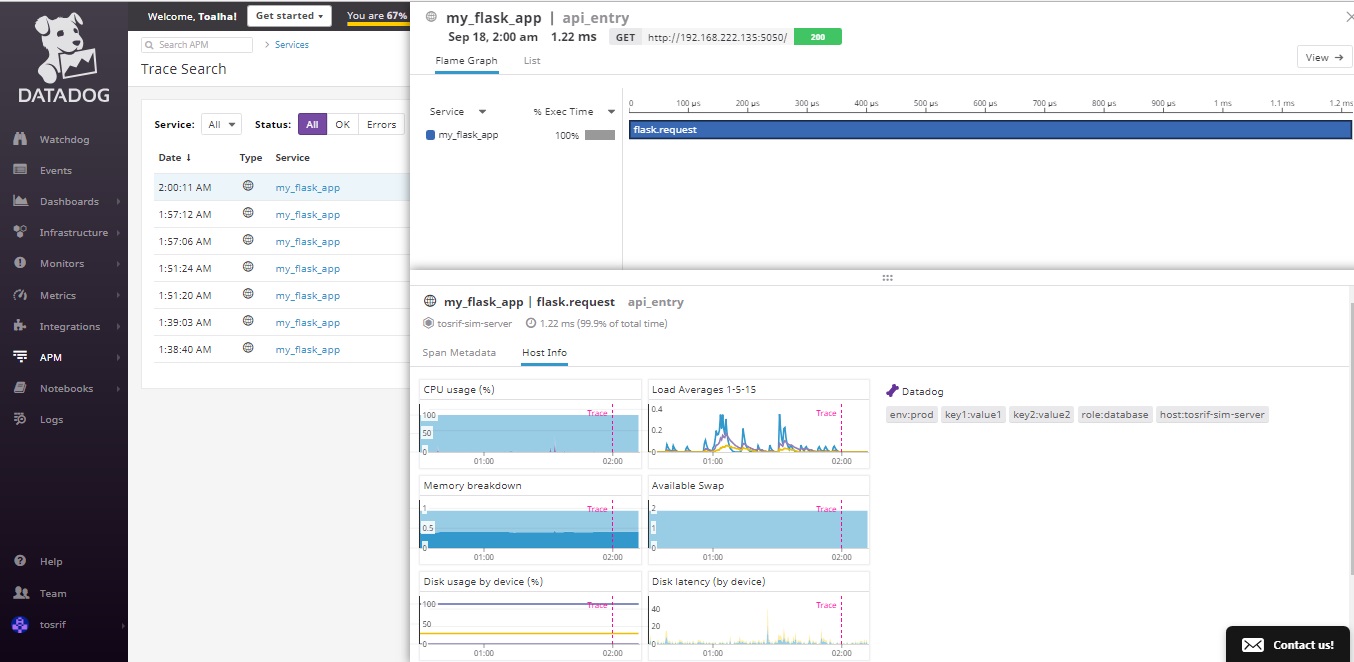 DATADOG
Watchdog
Events
Dashboards
Infrastructure
Monitors
Metrics
Integrations
APM
Notebooks
Logs
Help
Team
tosrif
Welcome, Toalha! Get started You are 67%
Search APM > Services
Trace Search
Service: All Status: All OK Errors
Date ↓ Type Service
2:00:11 AM my_flask_app
1:57:12 AM my_flask_app
1:57:06 AM my_flask_app
1:51:24 AM my_flask_app
1:51:20 AM my_flask_app
1:39:03 AM my_flask_app
1:38:40 AM my_flask_app
my_flask_app | api_entry
Sep 18, 2:00 am 1.22 ms GET http://192.168.222.135:5050/ 200
Flame Graph List
View →
Service % Exec Time
0 100 µs 200 µs 300 µs 400 µs 500 µs 600 µs 700 µs 800 µs 900 µs 1 ms 1.1 ms 1.2 ms
my_flask_app 100%
flask.request
my_flask_app | flask.request api_entry
tosrif-sim-server 1.22 ms (99.9% of total time)
Span Metadata Host Info
CPU usage (%)
100
50
0
Trace
01:00 02:00
Load Averages 1-5-15
0.4
0.2
0
Trace
01:00 02:00
Memory breakdown
1
0.5
0
Trace
01:00 02:00
Available Swap
2
1
0
Trace
01:00 02:00
Disk usage by device (%)
100
50
0
Trace
01:00 02:00
Disk latency (by device)
40
20
0
Trace
01:00 02:00
Datadog
env:prod key1:value1 key2:value2 role:database host:tosrif-sim-server
Contact us!